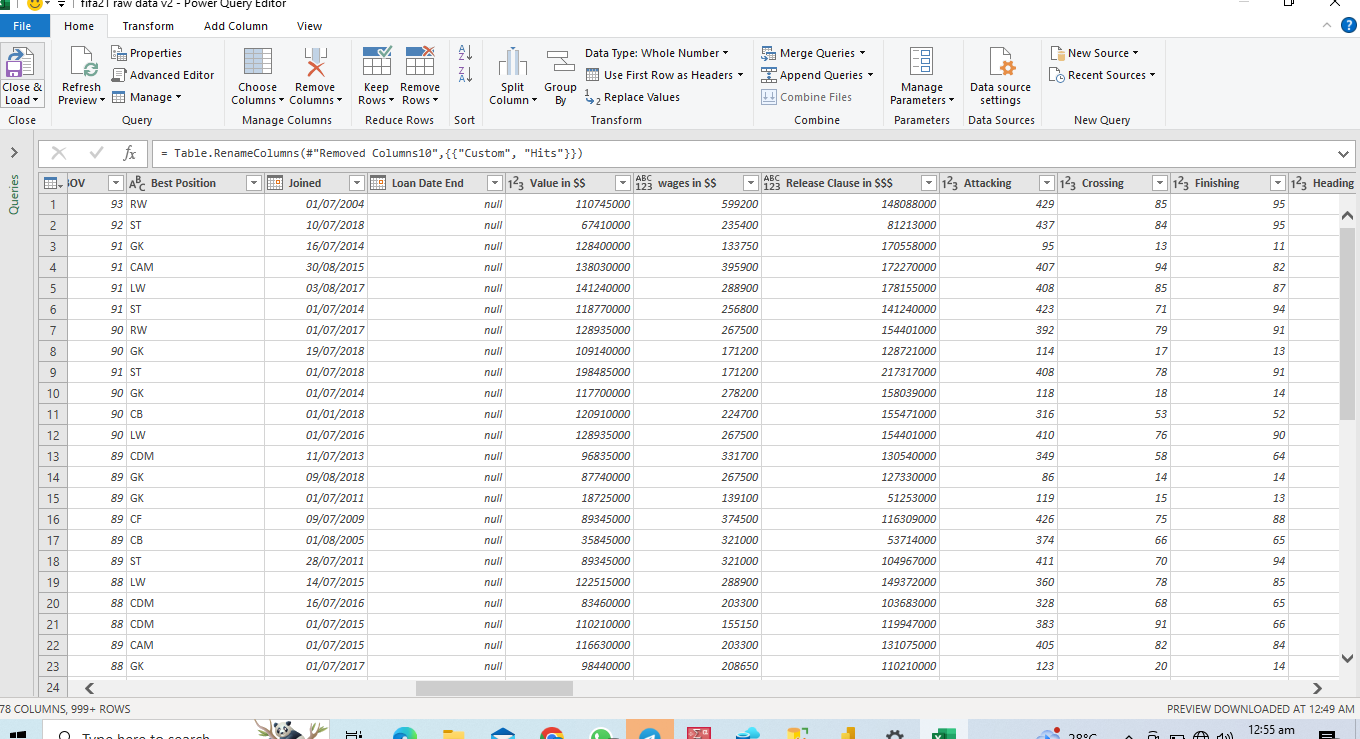 fifa21 raw data v2 - Power Query Editor
File Home Transform Add Column View
Close & Load
Refresh Preview
Properties
Advanced Editor
Manage
Choose Columns
Remove Columns
Keep Rows
Remove Rows
Split Column
Group By
Data Type: Whole Number
Use First Row as Headers
Replace Values
Merge Queries
Append Queries
Combine Files
Manage Parameters
Data source settings
New Source
Recent Sources
Close Query Manage Columns Reduce Rows Sort Transform Combine Parameters Data Sources New Query
Queries
fx = Table.RenameColumns(#"Removed Columns10",{{"Custom", "Hits"}})
BOV ABC Best Position Joined Loan Date End 123 Value in $$ ABC 123 wages in $$ ABC 123 Release Clause in $$$ 123 Attacking 123 Crossing 123 Finishing 123 Heading
1 93 RW 01/07/2004 null 110745000 599200 148088000 429 85 95
2 92 ST 10/07/2018 null 67410000 235400 81213000 437 84 95
3 91 GK 16/07/2014 null 128400000 133750 170558000 95 13 11
4 91 CAM 30/08/2015 null 138030000 395900 172270000 407 94 82
5 91 LW 03/08/2017 null 141240000 288900 178155000 408 85 87
6 91 ST 01/07/2014 null 118770000 256800 141240000 423 71 94
7 90 RW 01/07/2017 null 128935000 267500 154401000 392 79 91
8 90 GK 19/07/2018 null 109140000 171200 128721000 114 17 13
9 91 ST 01/07/2018 null 198485000 171200 217317000 408 78 91
10 90 GK 01/07/2014 null 117700000 278200 158039000 118 18 14
11 90 CB 01/01/2018 null 120910000 224700 155471000 316 53 52
12 90 LW 01/07/2016 null 128935000 267500 154401000 410 76 90
13 89 CDM 11/07/2013 null 96835000 331700 130540000 349 58 64
14 89 GK 09/08/2018 null 87740000 267500 127330000 86 14 14
15 89 GK 01/07/2011 null 18725000 139100 51253000 119 15 13
16 89 CF 09/07/2009 null 89345000 374500 116309000 426 75 88
17 89 CB 01/08/2005 null 35845000 321000 53714000 374 66 65
18 89 ST 28/07/2011 null 89345000 321000 104967000 411 70 94
19 88 LW 14/07/2015 null 122515000 288900 149372000 360 78 85
20 88 CDM 16/07/2016 null 83460000 203300 103683000 328 68 65
21 88 CDM 01/07/2015 null 110210000 155150 119947000 383 91 66
22 89 CAM 01/07/2015 null 116630000 203300 131075000 405 82 84
23 88 GK 01/07/2017 null 98440000 208650 110210000 123 20 14
24
78 COLUMNS, 999+ ROWS PREVIEW DOWNLOADED AT 12:49 AM
Type here to search 28°C 12:55 am